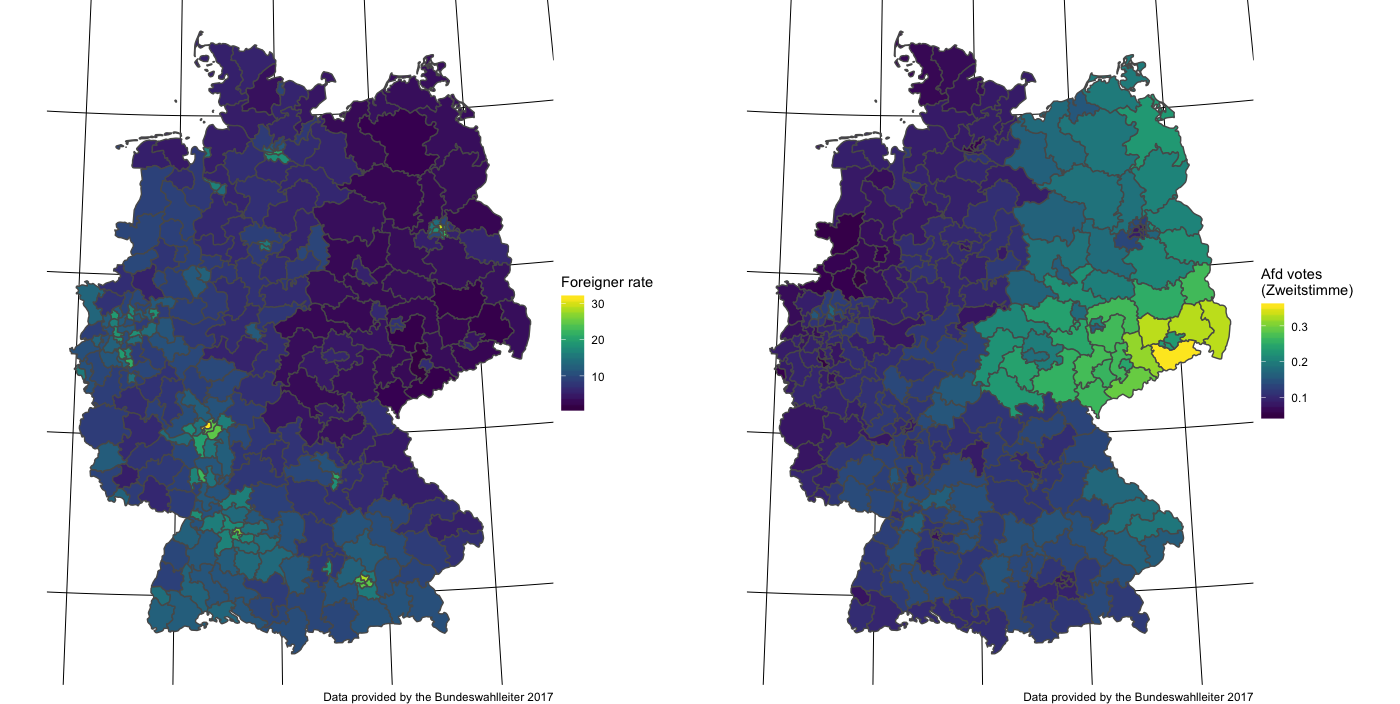 Foreigner rate
30
20
10
Data provided by the Bundeswahlleiter 2017
Afd votes
(Zweitstimme)
0.3
0.2
0.1
Data provided by the Bundeswahlleiter 2017